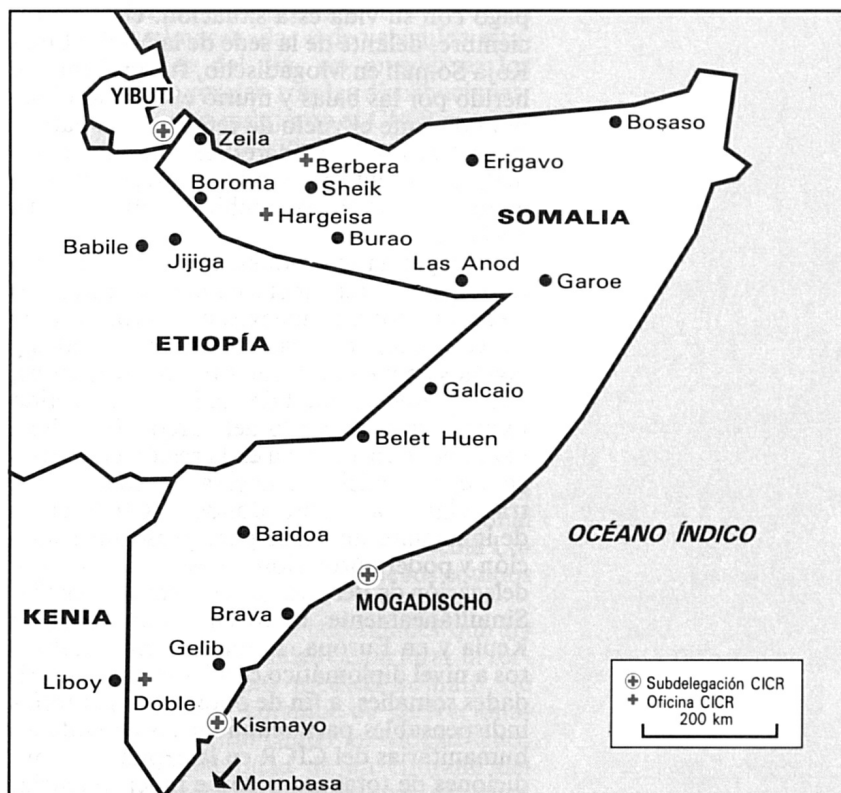 YIBUTI
Zeila
Bosaso
Berbera
Erigavo
Sheik
Boroma
Hargeisa
SOMALIA
Burao
Babile
Jijiga
Las Anod
Garoe
ETIOPÍA
Galcaio
Belet Huen
Baidoa
OCÉANO ÍNDICO
MOGADISCHO
Brava
KENIA
Gelib
Liboy
Doble
Kismayo
Mombasa
Subdelegación CICR
Oficina CICR
200 km